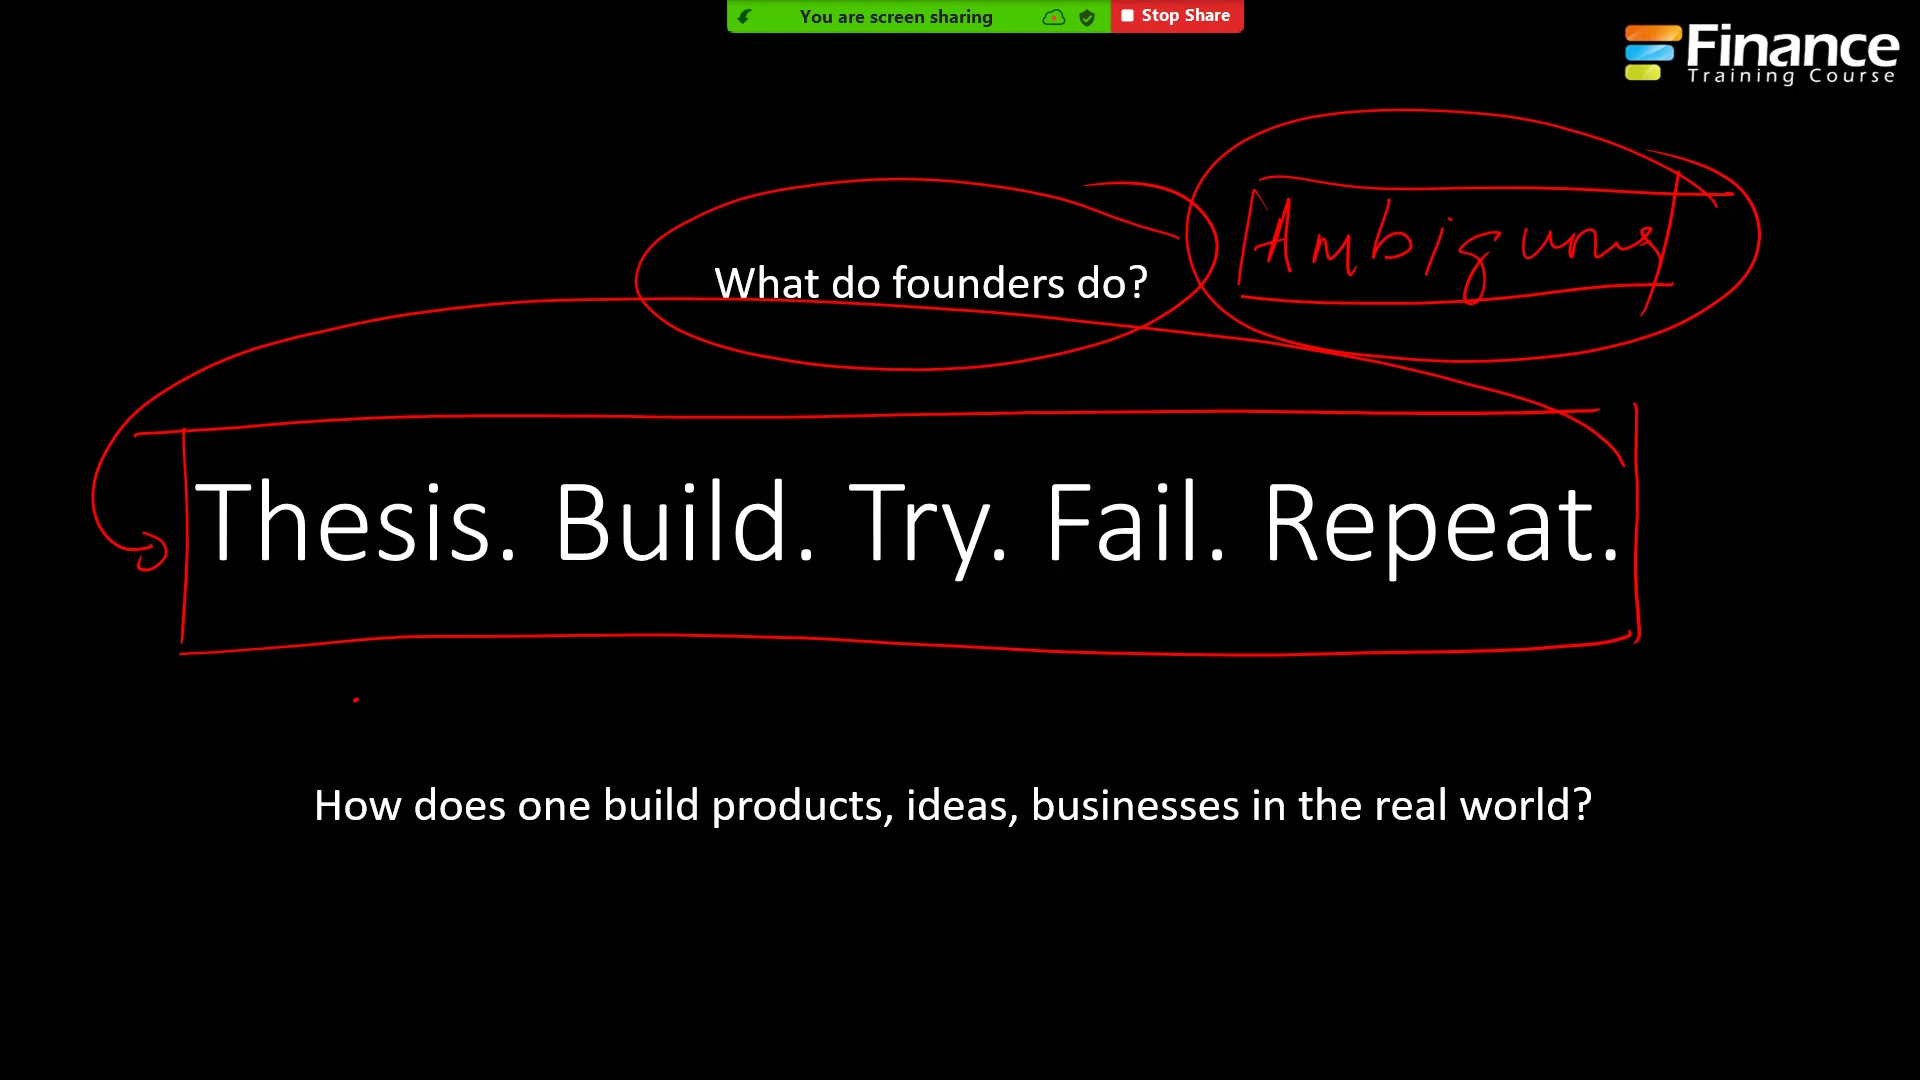 You are screen sharing Stop Share
Finance
Training Course
Ambiguous
What do founders do?
Thesis. Build. Try. Fail. Repeat.
How does one build products, ideas, businesses in the real world?